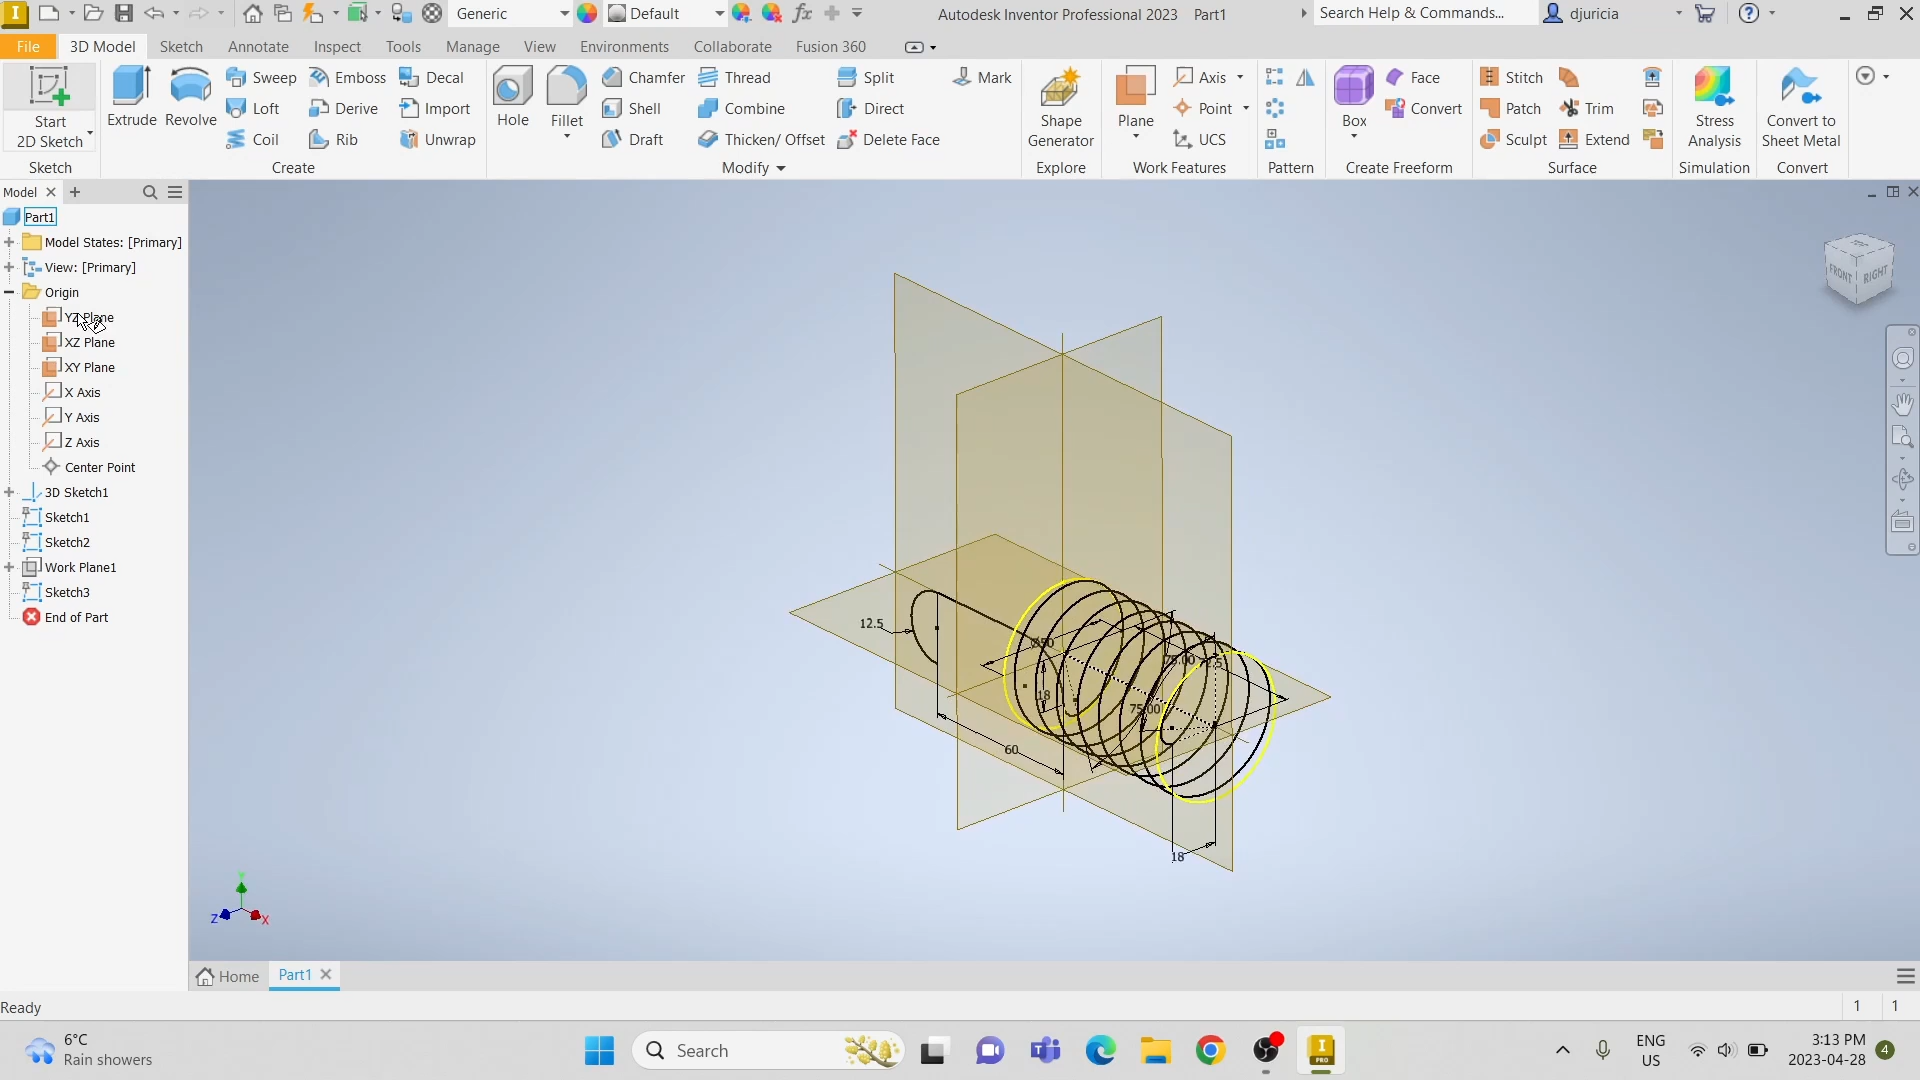 Generic
Default
fx
Autodesk Inventor Professional 2023 Part1
Search Help & Commands...
djuricia
File
3D Model
Sketch
Annotate
Inspect
Tools
Manage
View
Environments
Collaborate
Fusion 360
Start
2D Sketch
Extrude
Revolve
Sweep
Loft
Coil
Emboss
Derive
Rib
Decal
Import
Unwrap
Hole
Fillet
Chamfer
Shell
Draft
Thread
Combine
Thicken/ Offset
Split
Direct
Delete Face
Mark
Shape
Generator
Plane
Axis
Point
UCS
Box
Face
Convert
Stitch
Patch
Sculpt
Trim
Extend
Stress
Analysis
Convert to
Sheet Metal
Sketch
Create
Modify
Explore
Work Features
Pattern
Create Freeform
Surface
Simulation
Convert
Model
Part1
Model States: [Primary]
View: [Primary]
Origin
YZ Plane
XZ Plane
XY Plane
X Axis
Y Axis
Z Axis
Center Point
3D Sketch1
Sketch1
Sketch2
Work Plane1
Sketch3
End of Part
FRONT
RIGHT
12.5
18
75.00
75.00
60
18
Y
Z
X
Home
Part1
Ready
1
1
6°C
Rain showers
Search
I
PRO
ENG
US
3:13 PM
2023-04-28
4